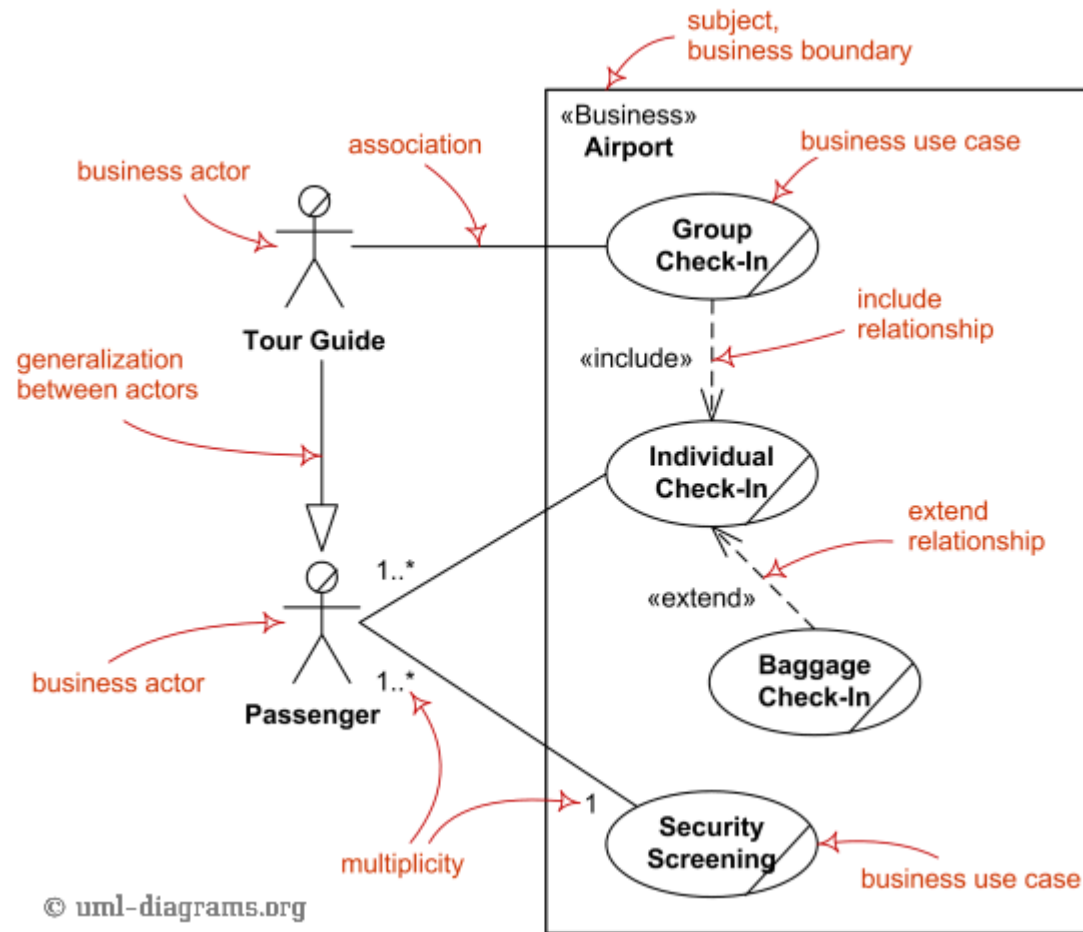 subject,
business boundary
«Business»
Airport
business use case
association
business actor
Group
Check-In
Tour Guide
include
relationship
«include»
generalization
between actors
Individual
Check-In
extend
relationship
1..*
«extend»
business actor
1..*
Baggage
Check-In
Passenger
1
multiplicity
Security
Screening
business use case
© uml-diagrams.org